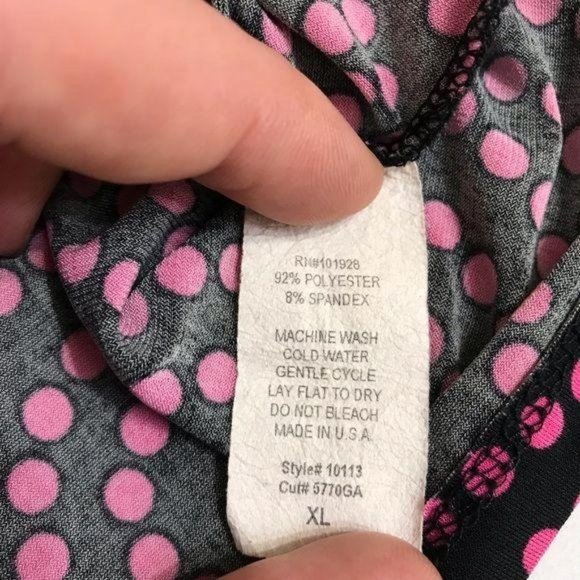 RN#101928
92% POLYESTER
8% SPANDEX
MACHINE WASH
COLD WATER
GENTLE CYCLE
LAY FLAT TO DRY
DO NOT BLEACH
MADE IN U.S.A
Style# 10113
Cut# 5770GA
XL